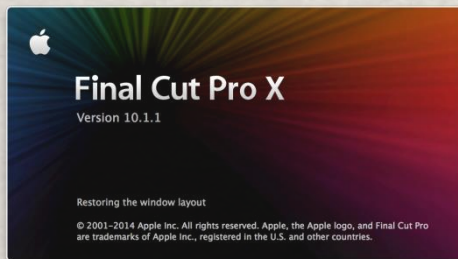 Final Cut Pro X
Version 10.1.1
Restoring the window layout
© 2001-2014 Apple Inc. All rights reserved. Apple, the Apple logo, and Final Cut Pro
are trademarks of Apple Inc., registered in the U.S. and other countries.